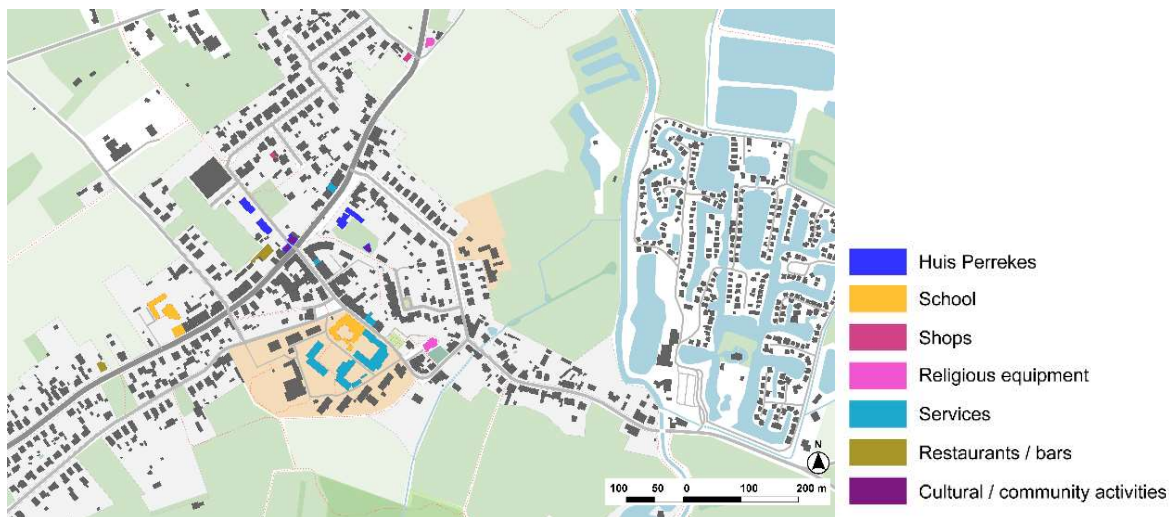 Huis Perrekes
School
Shops
Religious equipment
Services
Restaurants / bars
Cultural / community activities
N
100 50 0 100 200 m